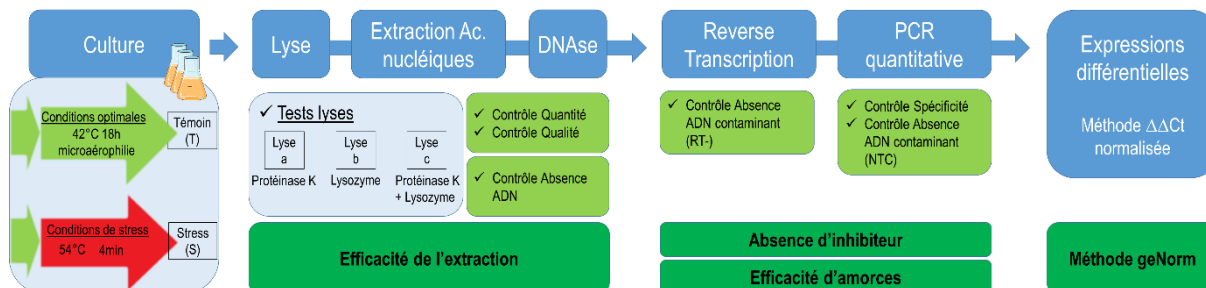 Culture
Conditions optimales
42°C 18h
microaérophilie
Témoin
(T)
Conditions de stress
54°C 4min
Stress
(S)
Lyse
Extraction Ac.
nucléiques
DNAse
✓ Tests lyses
Lyse
a
Protéinase K
Lyse
b
Lysozyme
Lyse
c
Protéinase K
+ Lysozyme
✓ Contrôle Quantité
✓ Contrôle Qualité
✓ Contrôle Absence
ADN
Efficacité de l'extraction
Reverse
Transcription
PCR
quantitative
✓ Contrôle Absence
ADN contaminant
(RT-)
✓ Contrôle Spécificité
✓ Contrôle Absence
ADN contaminant
(NTC)
Absence d'inhibiteur
Efficacité d'amorces
Expressions
différentielles
Méthode ΔΔCt
normalisée
Méthode geNorm